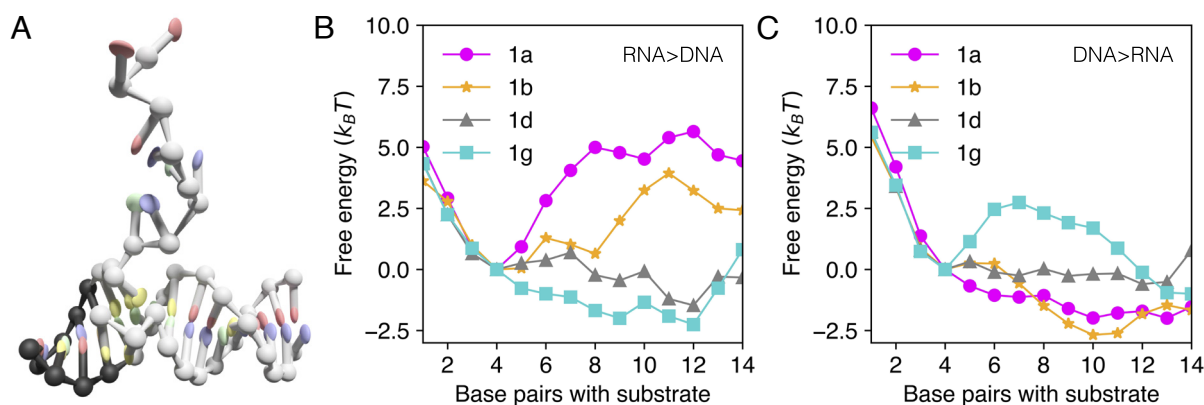 A
B
C
10.0
7.5
5.0
2.5
0.0
−2.5
Free energy (k_BT)
1a
1b
1d
1g
RNA>DNA
2
4
6
8
10
12
14
Base pairs with substrate
10.0
7.5
5.0
2.5
0.0
−2.5
Free energy (k_BT)
1a
1b
1d
1g
DNA>RNA
2
4
6
8
10
12
14
Base pairs with substrate